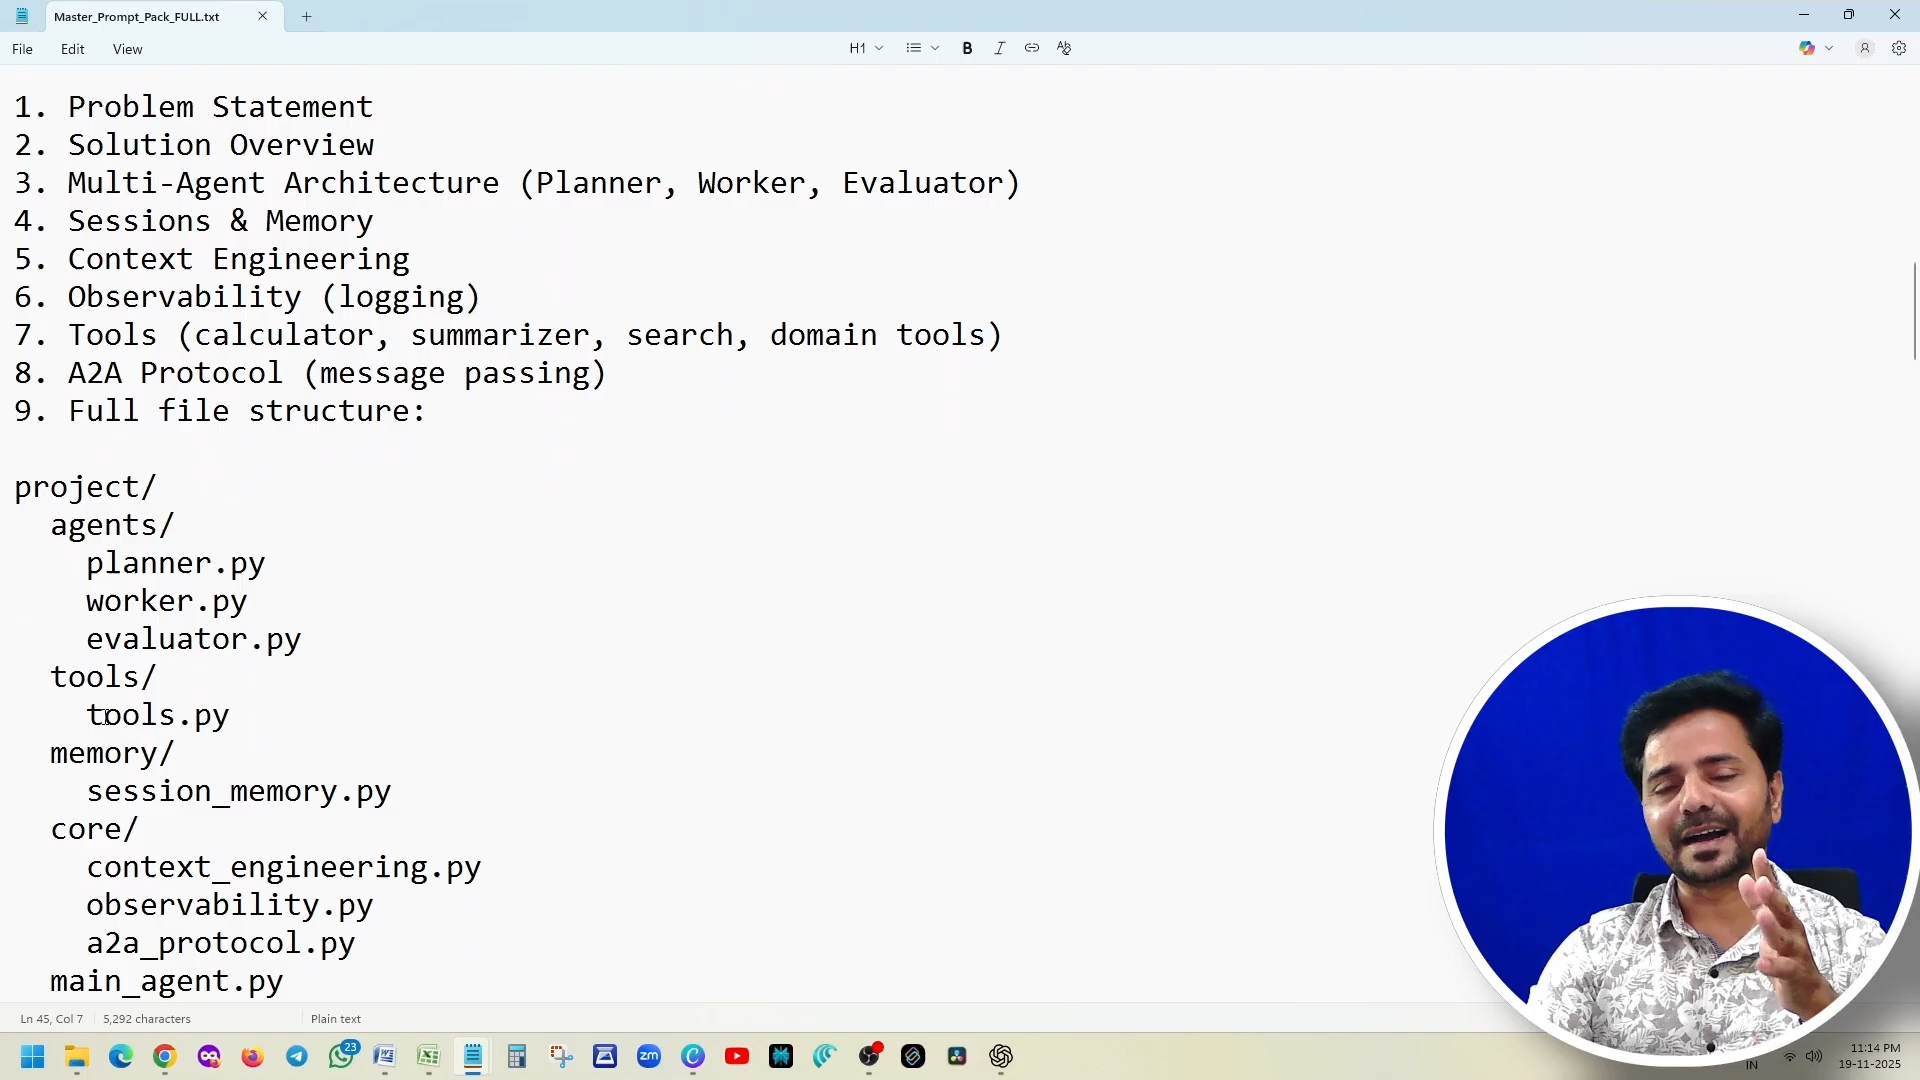 Master_Prompt_Pack_FULL.txt
File Edit View
H1
1. Problem Statement
2. Solution Overview
3. Multi-Agent Architecture (Planner, Worker, Evaluator)
4. Sessions & Memory
5. Context Engineering
6. Observability (logging)
7. Tools (calculator, summarizer, search, domain tools)
8. A2A Protocol (message passing)
9. Full file structure:
project/
agents/
planner.py
worker.py
evaluator.py
tools/
tools.py
memory/
session_memory.py
core/
context_engineering.py
observability.py
a2a_protocol.py
main_agent.py
Ln 45, Col 7 5,292 characters Plain text
23
zm
IN
11:14 PM
19-11-2025